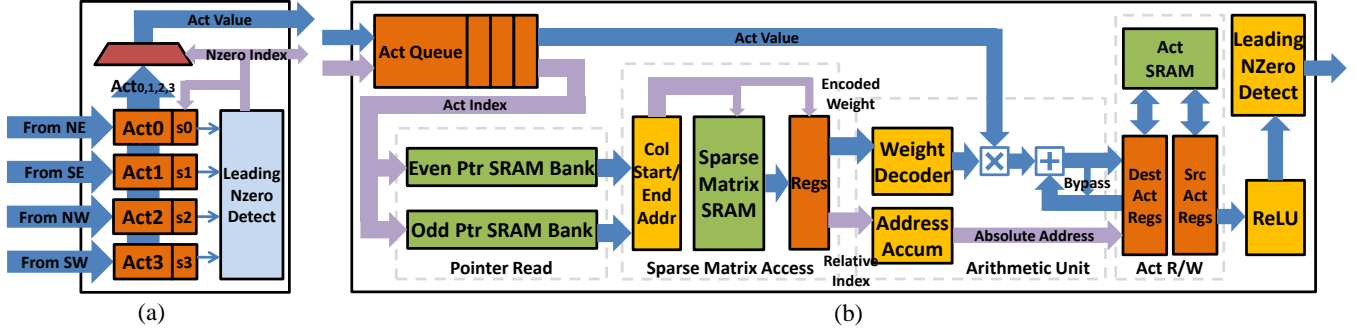 Act Value
Nzero Index
Act0,1,2,3
From NE
Act0
s0
From SE
Act1
s1
From NW
Act2
s2
From SW
Act3
s3
Leading
Nzero
Detect
(a)
Act Queue
Act Value
Act Index
Even Ptr SRAM Bank
Odd Ptr SRAM Bank
Pointer Read
Col
Start/
End
Addr
Sparse
Matrix
SRAM
Regs
Sparse Matrix Access
Encoded
Weight
Relative
Index
Weight
Decoder
Address
Accum
Bypass
Absolute Address
Arithmetic Unit
Act
SRAM
Dest
Act
Regs
Src
Act
Regs
Act R/W
Leading
NZero
Detect
ReLU
(b)